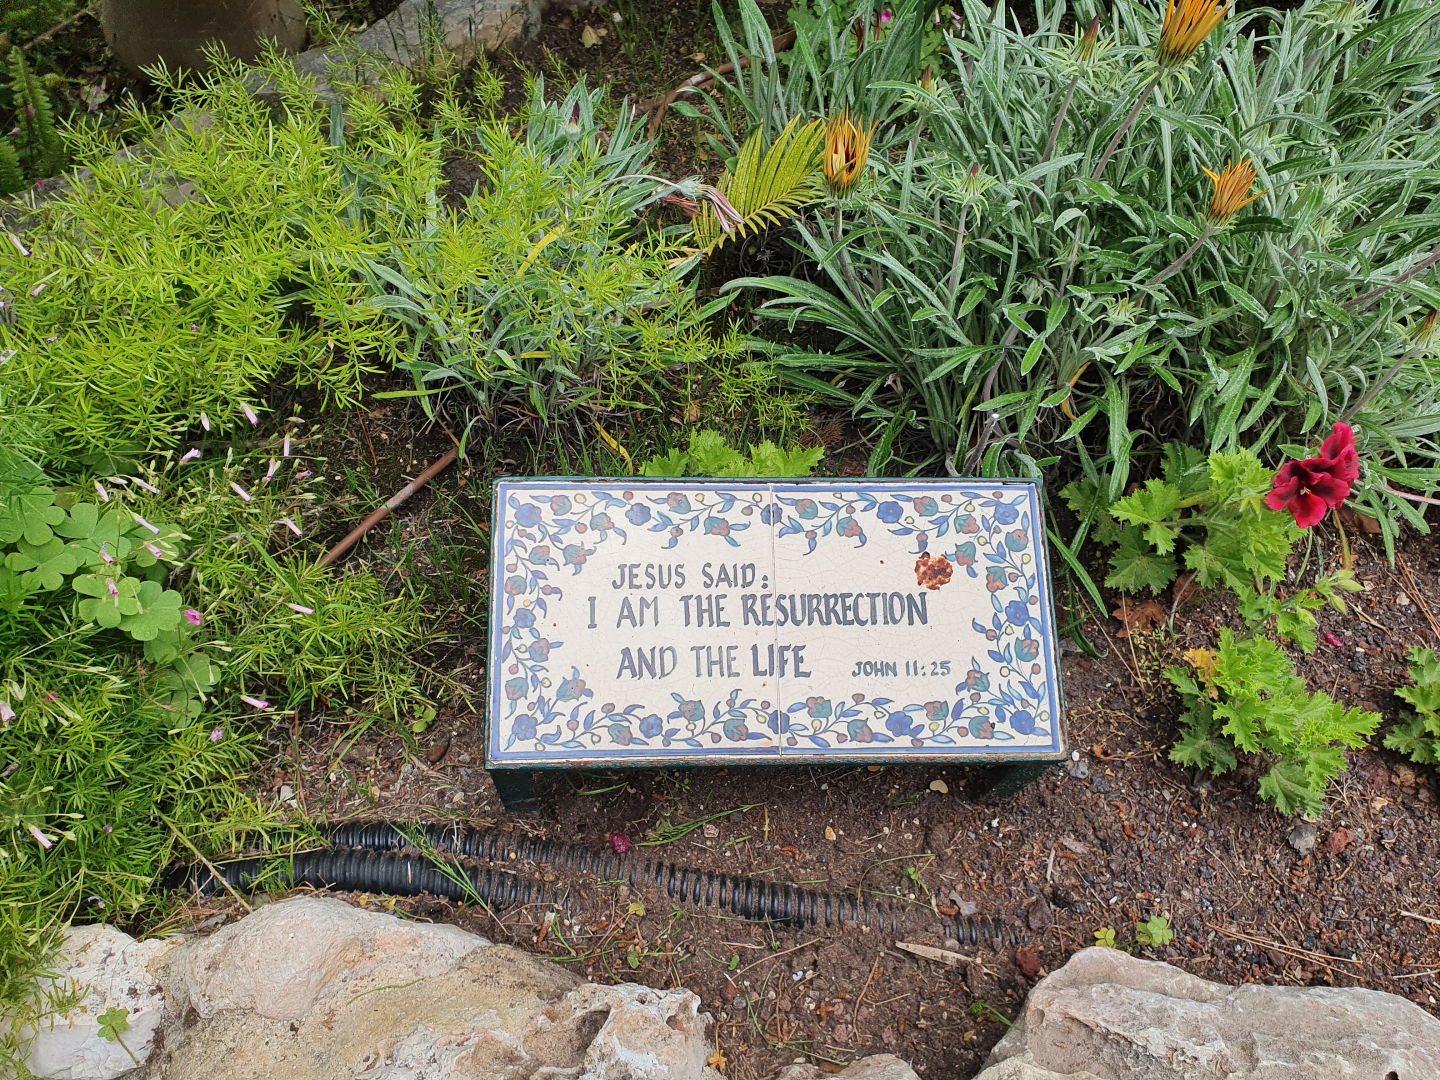 JESUS SAID:
I AM THE RESURRECTION
AND THE LIFE JOHN 11:25